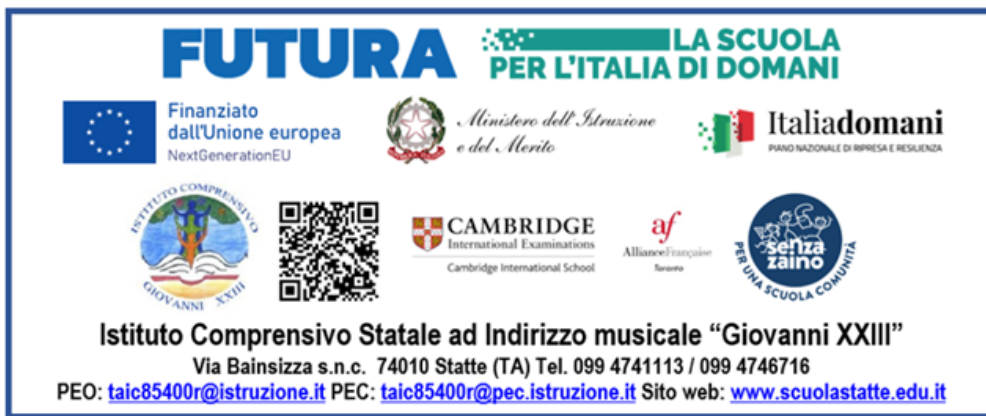 FUTURA
LA SCUOLA
PER L'ITALIA DI DOMANI
Finanziato
dall'Unione europea
NextGenerationEU
Ministero dell'Istruzione
e del Merito
Italiadomani
PIANO NAZIONALE DI RIPRESA E RESILIENZA
ISTITUTO COMPRENSIVO
GIOVANNI XXIII
CAMBRIDGE
International Examinations
Cambridge International School
af
AllianceFrançaise
senza
zaino
PER UNA SCUOLA COMUNITÀ
Istituto Comprensivo Statale ad Indirizzo musicale “Giovanni XXIII”
Via Bainsizza s.n.c. 74010 Statte (TA) Tel. 099 4741113 / 099 4746716
PEO: taic85400r@istruzione.it PEC: taic85400r@pec.istruzione.it Sito web: www.scuolastatte.edu.it